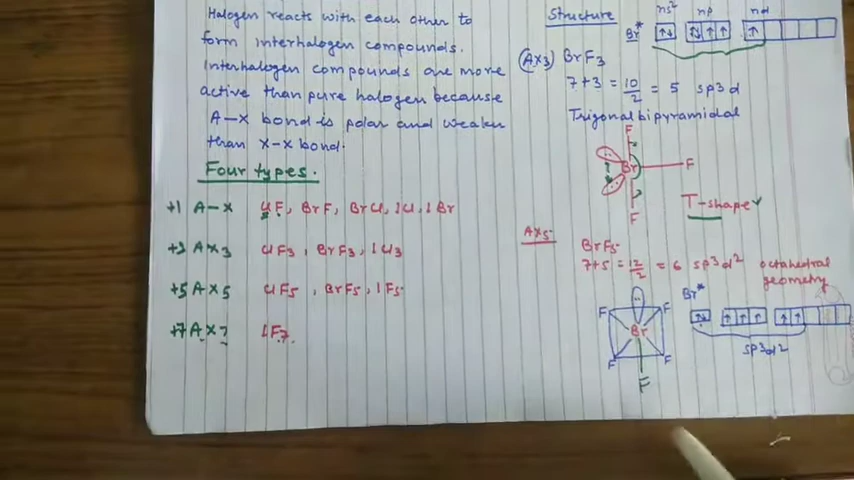 Halogen reacts with each other to
form interhalogen compounds.
interhalogen compounds are more
active than pure halogen because
A-X bond is polar and weaker
than X-X bond.
Four types.
+1 A-X ClF, BrF, BrCl, ICl, IBr
+3 AX3 ClF3, BrF3, ICl3
+5 AX5 ClF5, BrF5, IF5
+7 AX7 IF7.
Structure
ns² np nd
Br*
(AX3) BrF3
7+3 = 10/2 = 5 sp3d
Trigonal bipyramidal
F
Br F
F
T-shape
AX5
BrF5
7+5 = 12/2 = 6 sp3d2 octahedral
geometry
Br*
F F
Br
F F
F
sp3d2